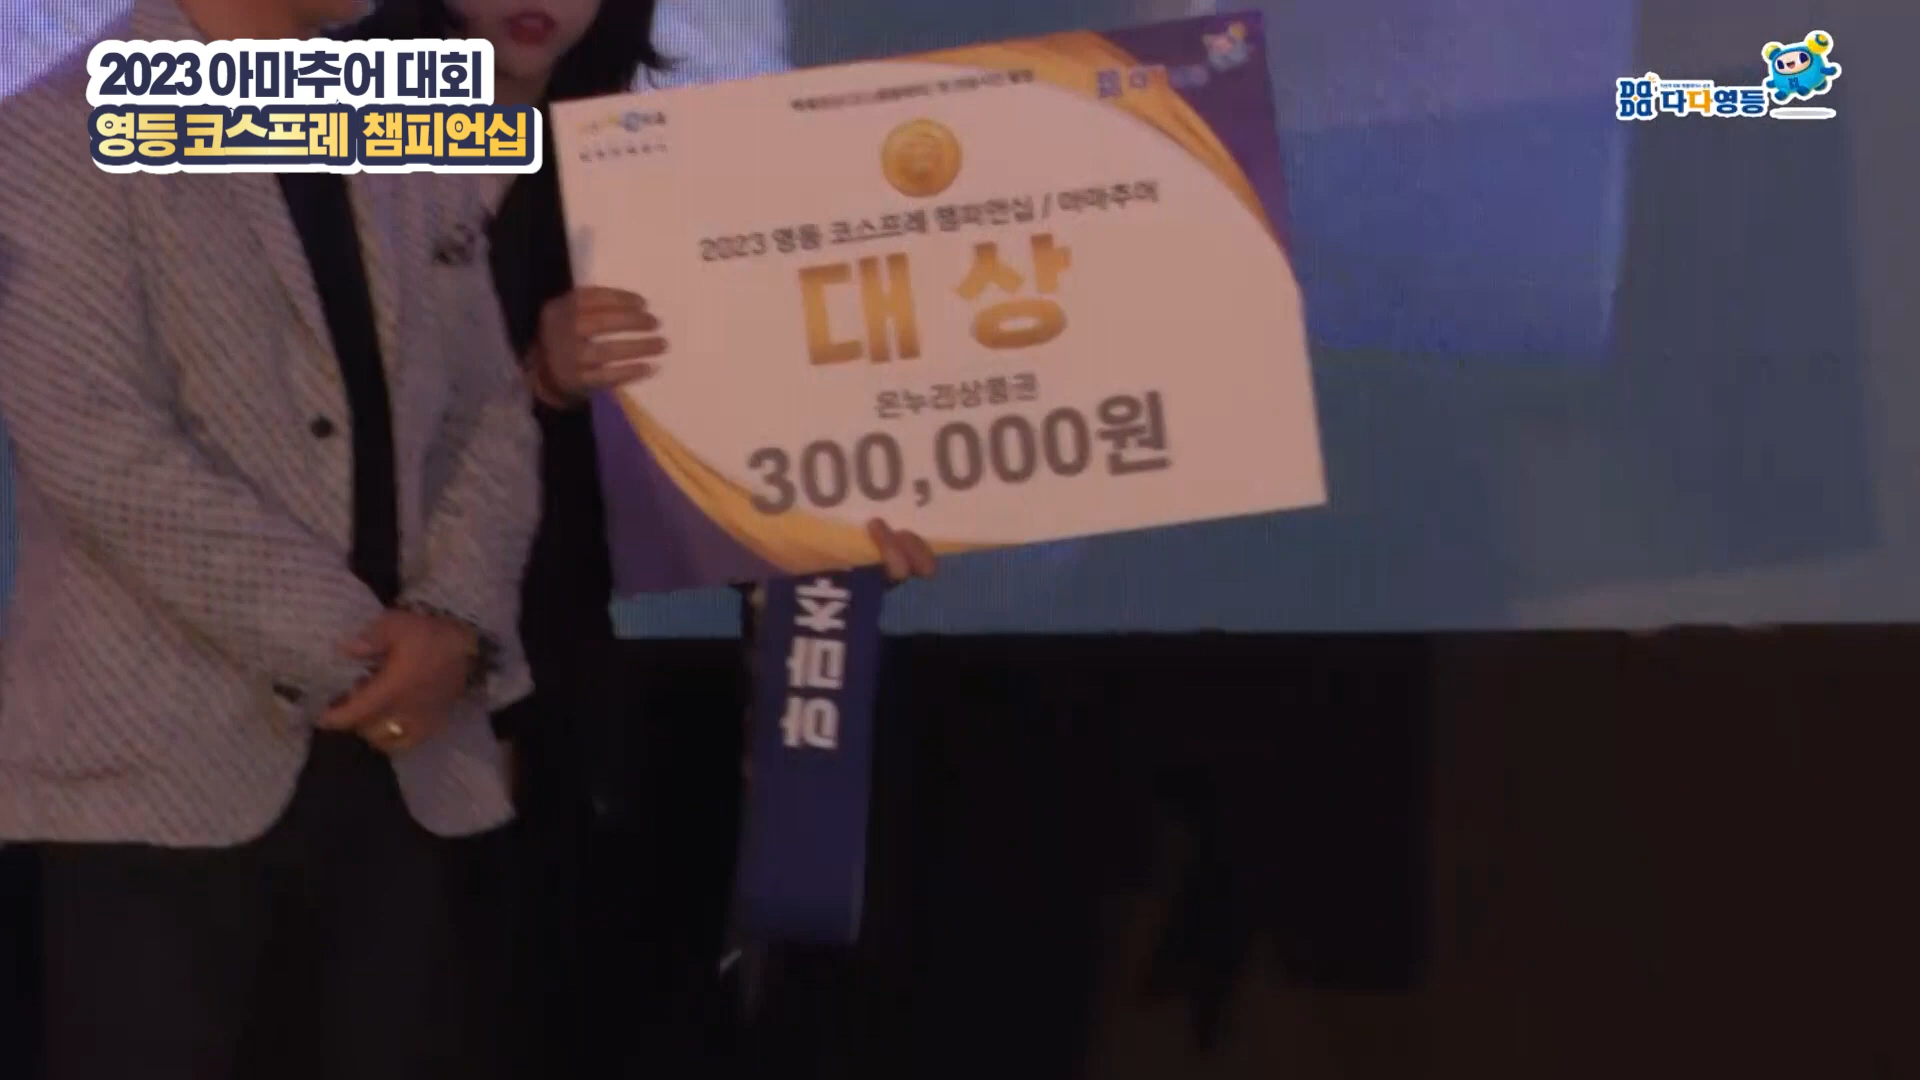 2023 아마추어 대회
영등 코스프레 챔피언십
다다영등
2023 영등 코스프레 챔피언십 / 아마추어
대상
온누리상품권
300,000원